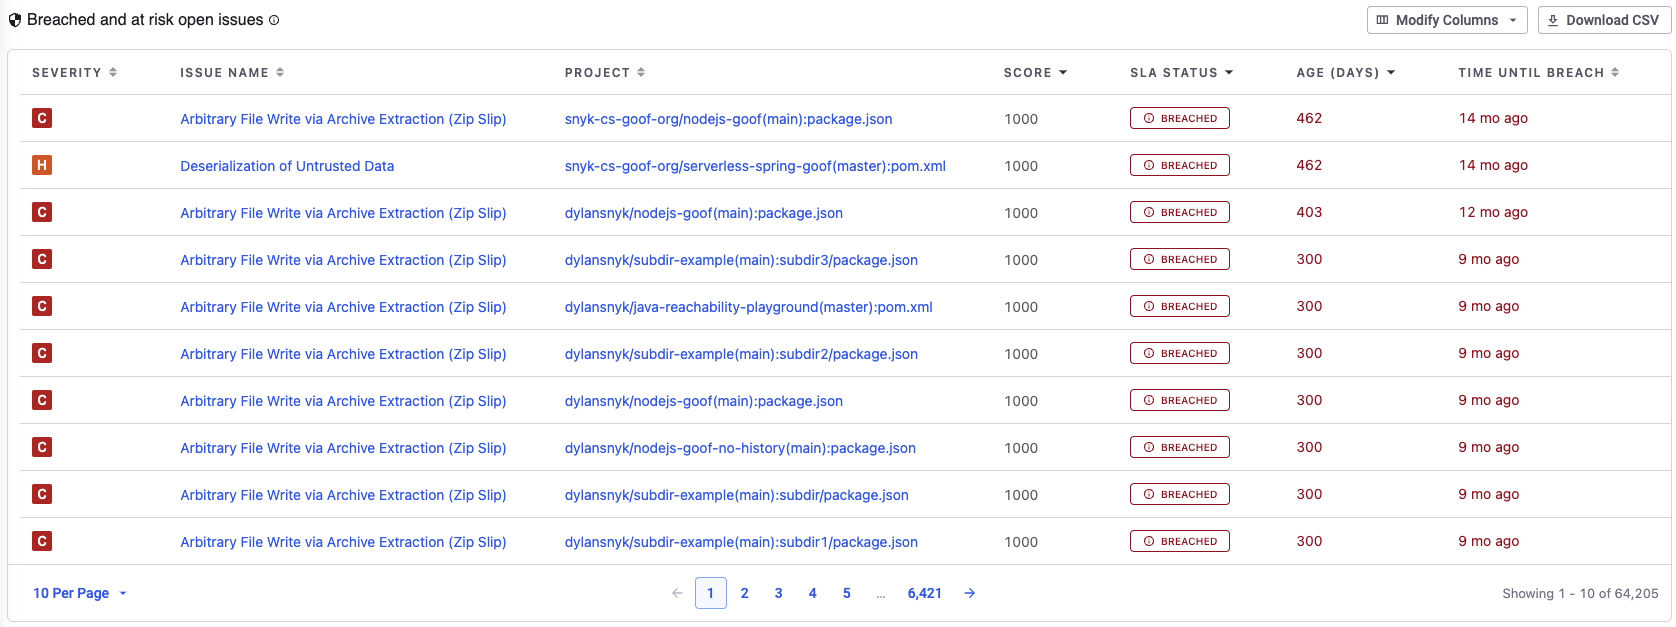 Breached and at risk open issues
Modify Columns
Download CSV
SEVERITY ISSUE NAME PROJECT SCORE SLA STATUS AGE (DAYS) TIME UNTIL BREACH
C Arbitrary File Write via Archive Extraction (Zip Slip) snyk-cs-goof-org/nodejs-goof(main):package.json 1000 BREACHED 462 14 mo ago
H Deserialization of Untrusted Data snyk-cs-goof-org/serverless-spring-goof(master):pom.xml 1000 BREACHED 462 14 mo ago
C Arbitrary File Write via Archive Extraction (Zip Slip) dylansnyk/nodejs-goof(main):package.json 1000 BREACHED 403 12 mo ago
C Arbitrary File Write via Archive Extraction (Zip Slip) dylansnyk/subdir-example(main):subdir3/package.json 1000 BREACHED 300 9 mo ago
C Arbitrary File Write via Archive Extraction (Zip Slip) dylansnyk/java-reachability-playground(master):pom.xml 1000 BREACHED 300 9 mo ago
C Arbitrary File Write via Archive Extraction (Zip Slip) dylansnyk/subdir-example(main):subdir2/package.json 1000 BREACHED 300 9 mo ago
C Arbitrary File Write via Archive Extraction (Zip Slip) dylansnyk/nodejs-goof(main):package.json 1000 BREACHED 300 9 mo ago
C Arbitrary File Write via Archive Extraction (Zip Slip) dylansnyk/nodejs-goof-no-history(main):package.json 1000 BREACHED 300 9 mo ago
C Arbitrary File Write via Archive Extraction (Zip Slip) dylansnyk/subdir-example(main):subdir/package.json 1000 BREACHED 300 9 mo ago
C Arbitrary File Write via Archive Extraction (Zip Slip) dylansnyk/subdir-example(main):subdir1/package.json 1000 BREACHED 300 9 mo ago
10 Per Page ← 1 2 3 4 5 ... 6,421 → Showing 1 - 10 of 64,205